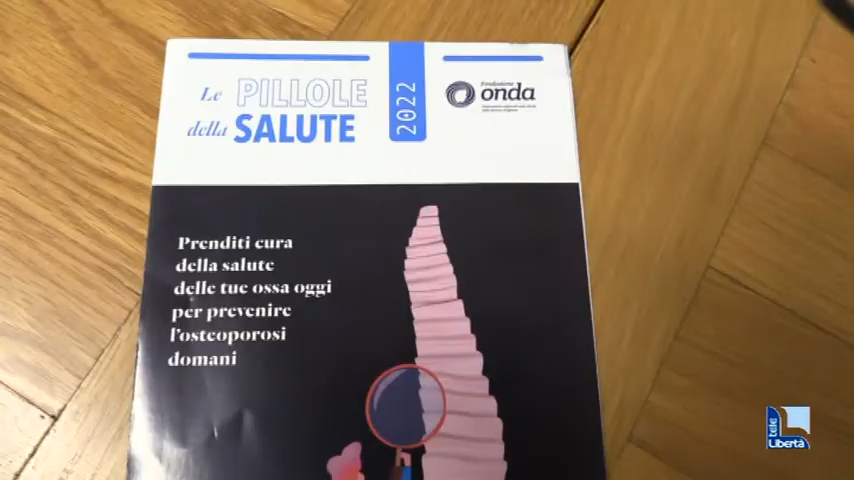 Le PILLOLE
della SALUTE
2022
Fondazione
onda
Prenditi cura
della salute
delle tue ossa oggi
per prevenire
l'osteoporosi
domani
tele
Libertà